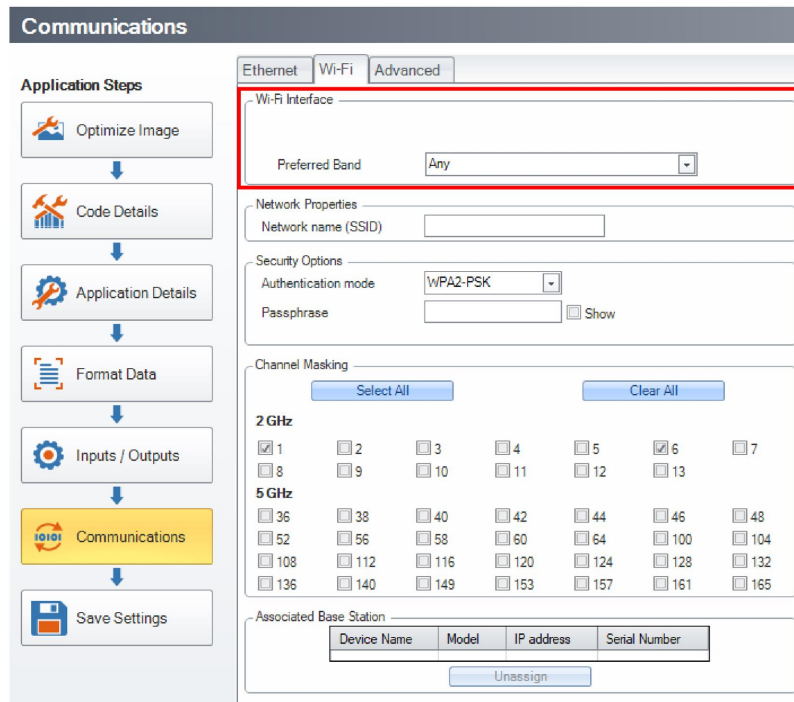 Communications
Application Steps
Optimize Image
Code Details
Application Details
Format Data
Inputs / Outputs
Communications
Save Settings
Ethernet Wi-Fi Advanced
Wi-Fi Interface
Preferred Band Any
Network Properties
Network name (SSID)
Security Options
Authentication mode WPA2-PSK
Passphrase Show
Channel Masking
Select All Clear All
2 GHz
1 2 3 4 5 6 7
8 9 10 11 12 13
5 GHz
36 38 40 42 44 46 48
52 56 58 60 64 100 104
108 112 116 120 124 128 132
136 140 149 153 157 161 165
Associated Base Station
Device Name Model IP address Serial Number
Unassign